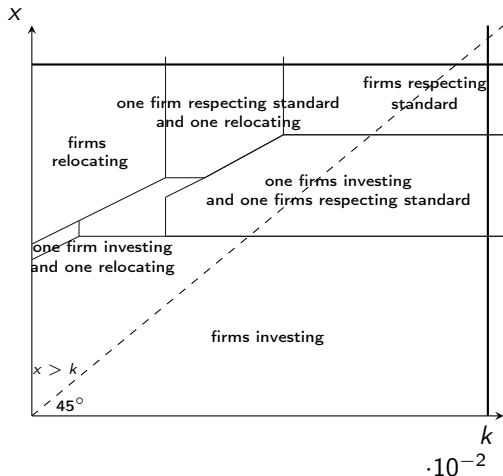 x
firms respecting
standard
one firm respecting standard
and one relocating
firms
relocating
one firms investing
and one firms respecting standard
one firm investing
and one relocating
firms investing
x > k
45°
k
·10−2